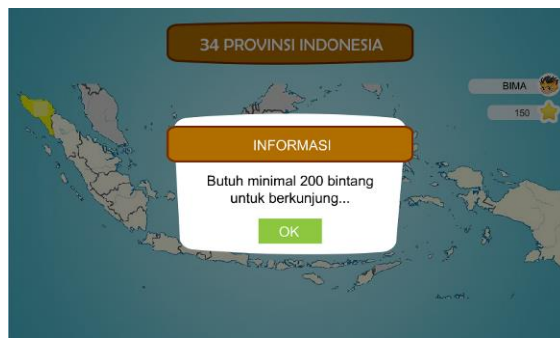 34 PROVINSI INDONESIA
BIMA
150
INFORMASI
Butuh minimal 200 bintang
untuk berkunjung...
OK